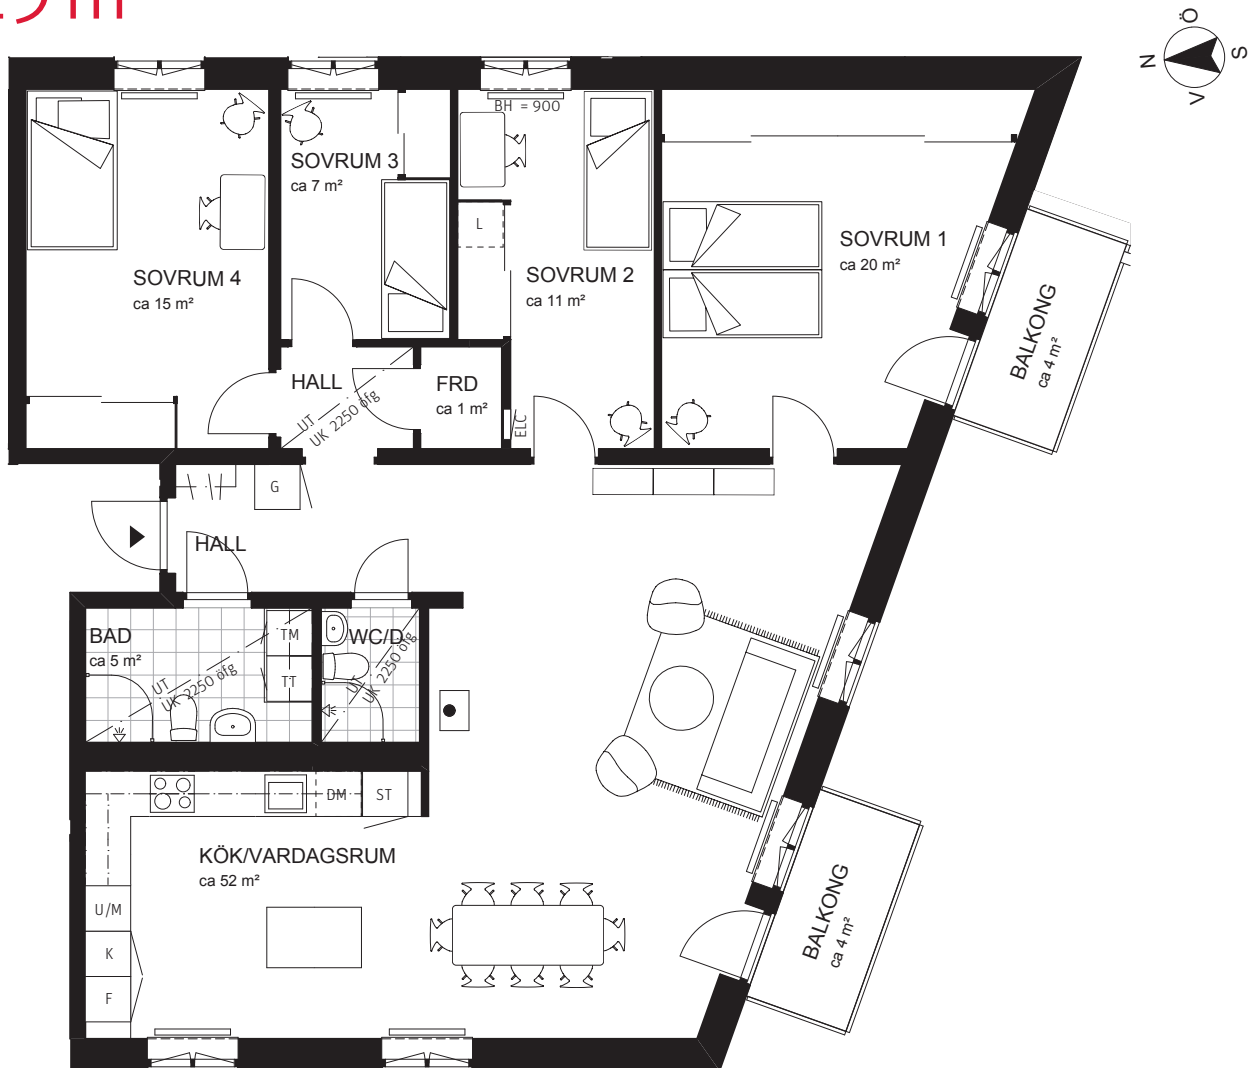 Ö
N
S
V
BH = 900
SOVRUM 3
ca 7 m²
L
SOVRUM 1
ca 20 m²
SOVRUM 4
ca 15 m²
SOVRUM 2
ca 11 m²
BALKONG
ca 4 m²
HALL
FRD
ca 1 m²
UT
UK 2250 öfg
ELC
G
HALL
BAD
ca 5 m²
TM
WC/D
UT
UK 2250 öfg
TT
UT
UK 2250 öfg
DM
ST
KÖK/VARDAGSRUM
ca 52 m²
U/M
K
F
BALKONG
ca 4 m²